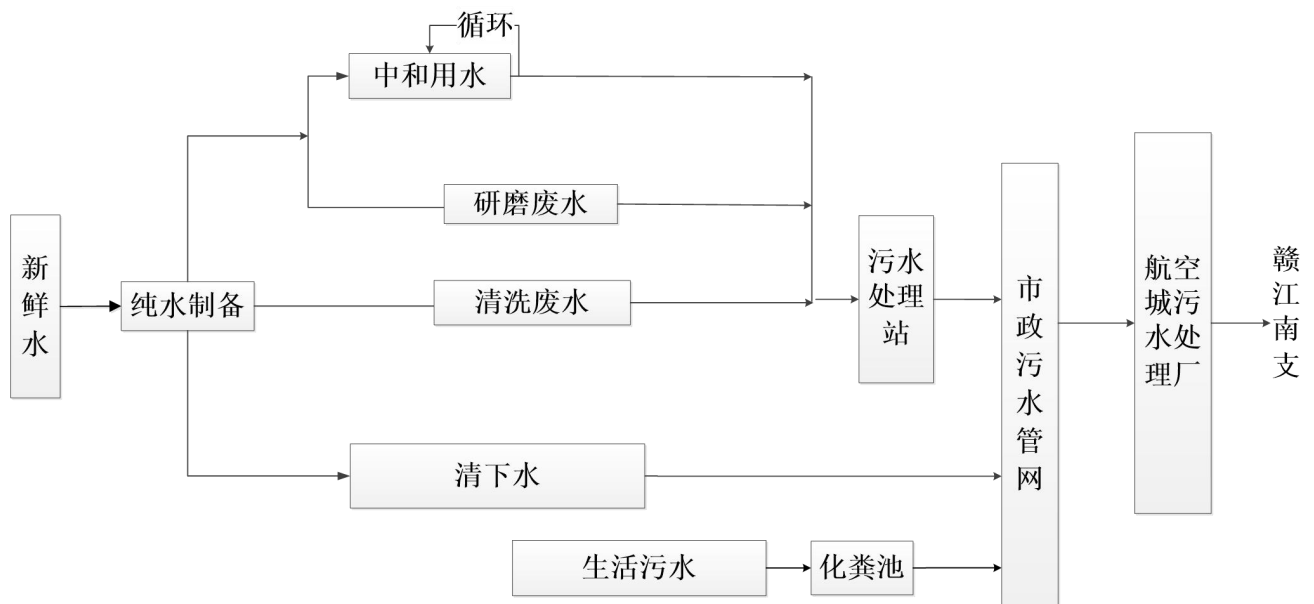 循环
中和用水
研磨废水
新鲜水
纯水制备
清洗废水
污水
处理
站
市政污水管网
航空
城污
水处
理厂
赣江南支
清下水
生活污水
化粪池